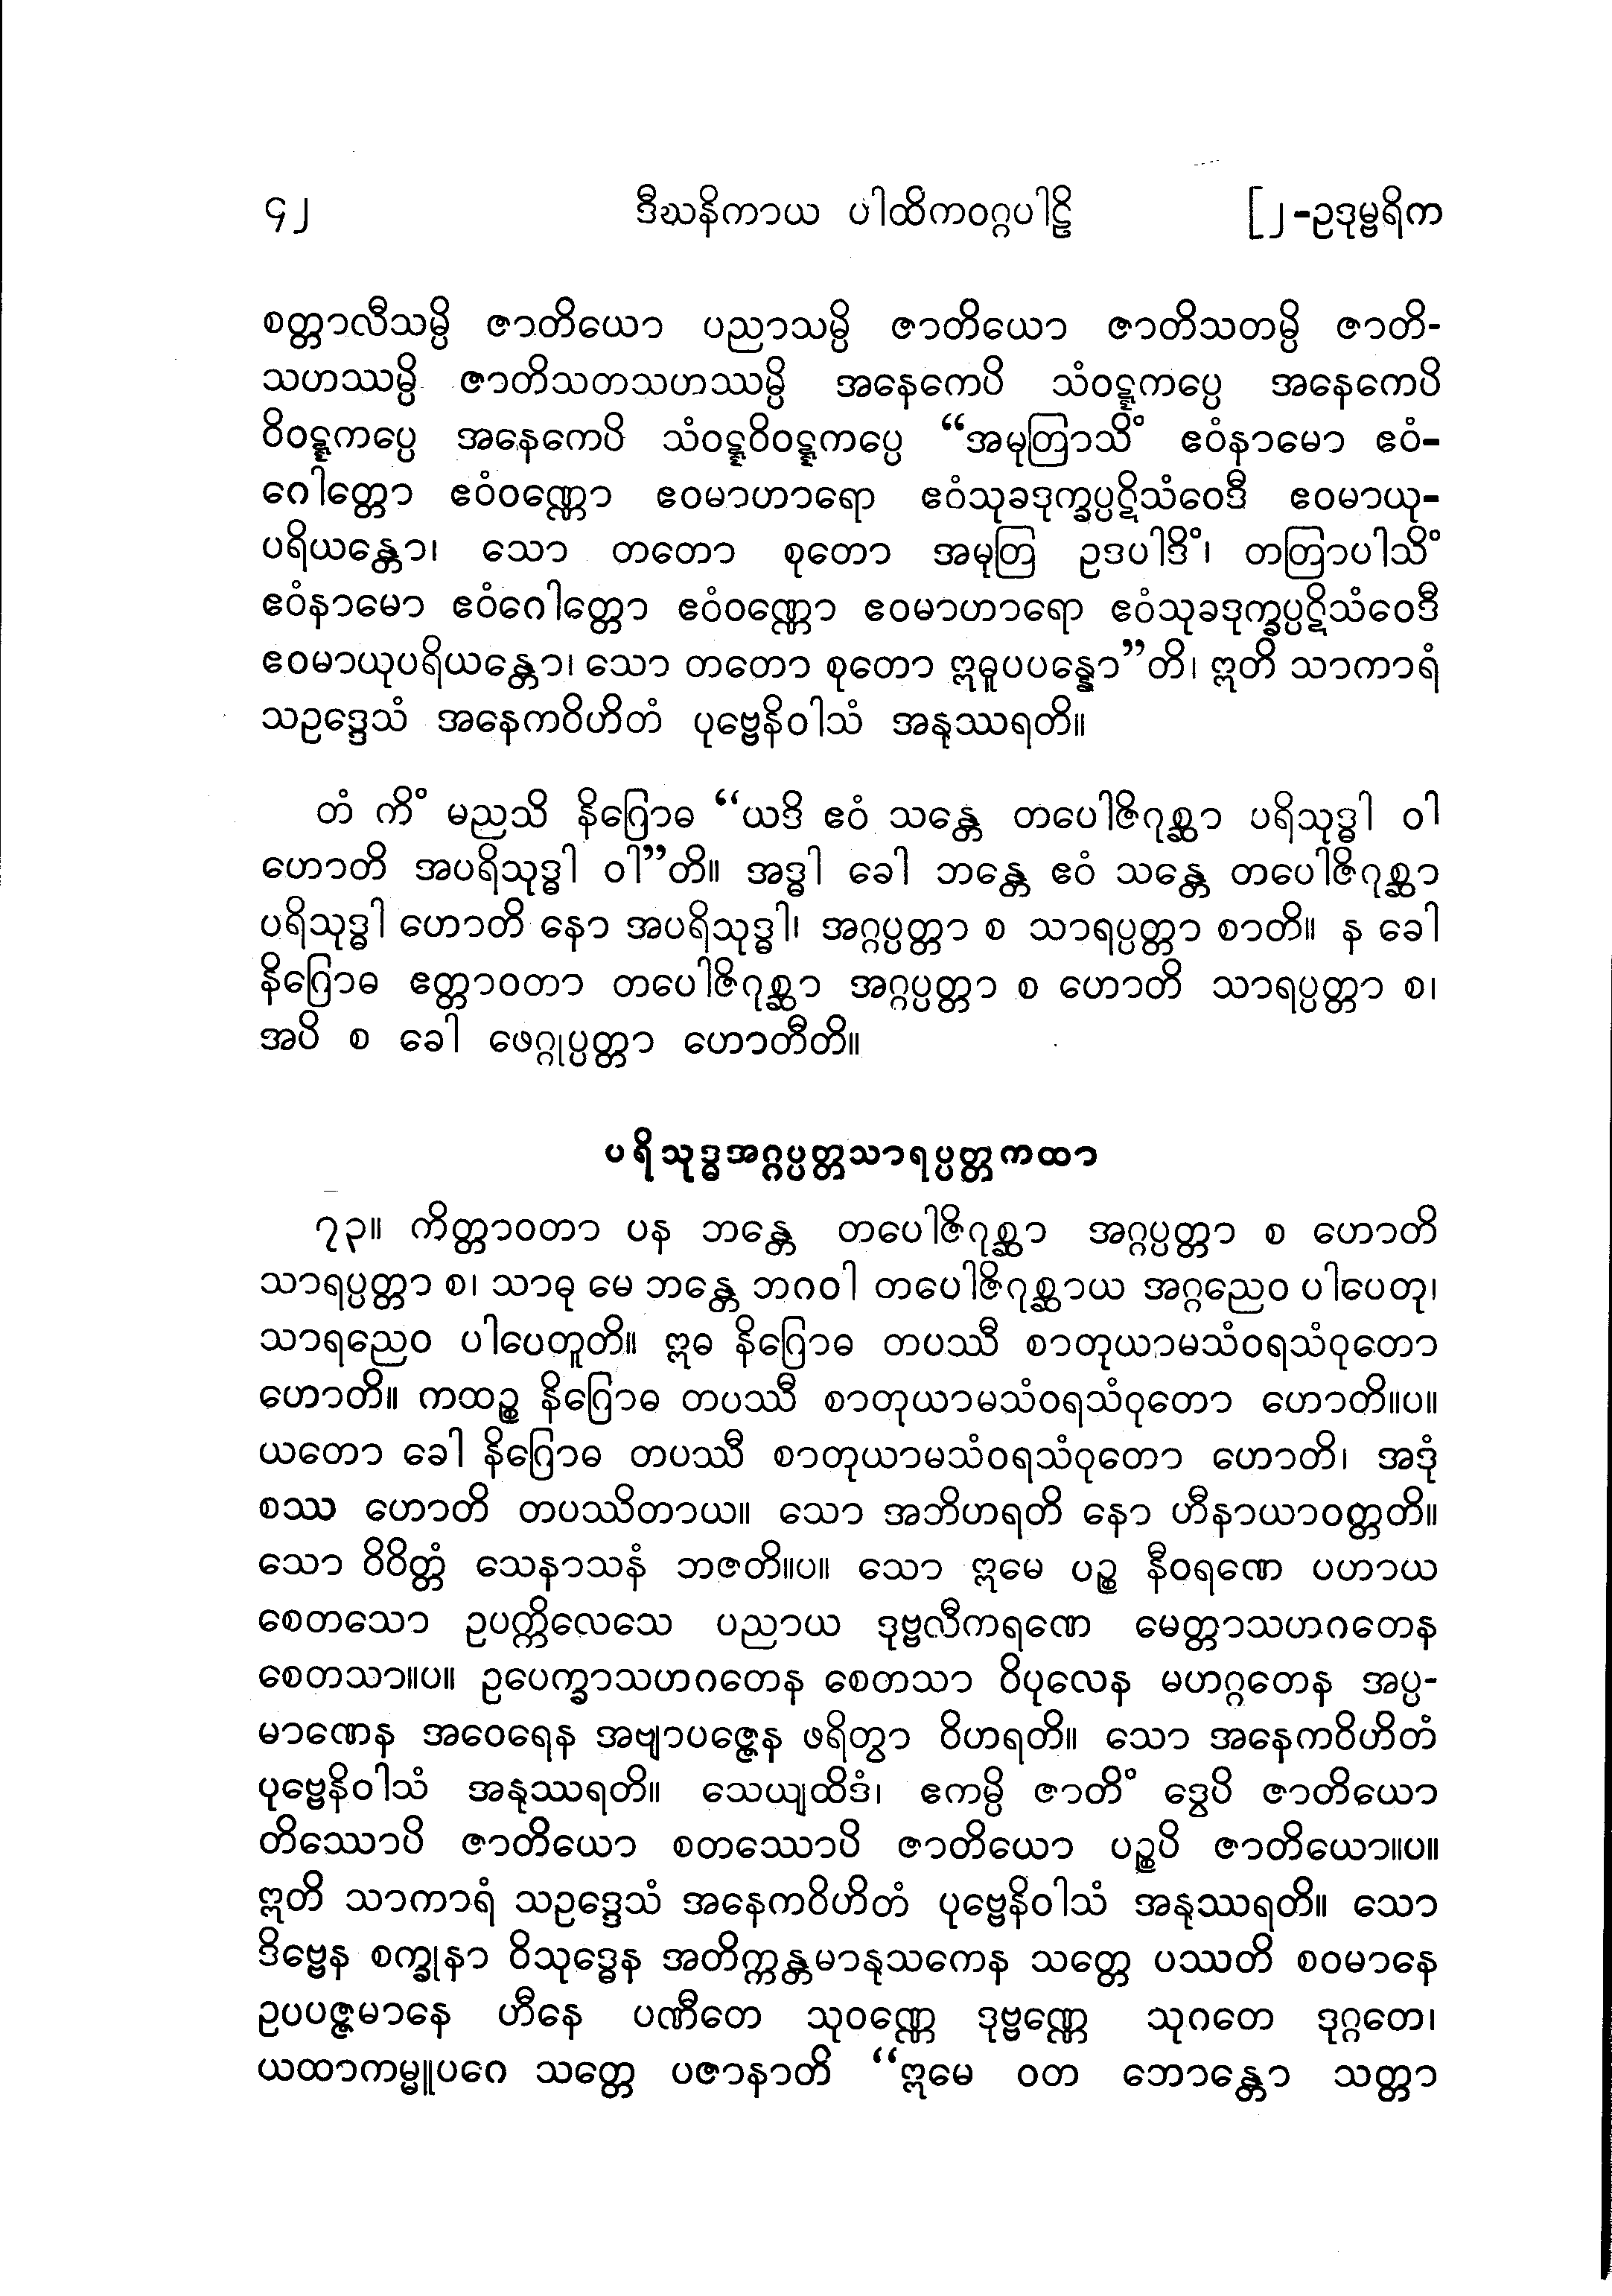 ၄၂ ဒီဃနိကာယ ပါထိကဝဂ္ဂပါဠိ [၂-ဥဒုမ္ဗရိက
စတ္တာလီသမ္ပိ ဇာတိယော ပညာသမ္ပိ ဇာတိယော ဇာတိသတမ္ပိ ဇာတိ-
သဟဿမ္ပိ ဇာတိသတသဟဿမ္ပိ အနေကေပိ သံဝဋ္ဋကပ္ပေ အနေကေပိ
ဝိဝဋ္ဋကပ္ပေ အနေကေပိ သံဝဋ္ဋဝိဝဋ္ဋကပ္ပေ “အမုတြာသိံ ဧဝံနာမော ဧဝံ-
ဂေါတ္တော ဧဝံဝဏ္ဏော ဧဝမာဟာရော ဧဝံသုခဒုက္ခပ္ပဋိသံဝေဒီ ဧဝမာယု-
ပရိယန္တော၊ သော တတော စုတော အမုတြ ဥဒပါဒိံ၊ တတြာပါသိံ
ဧဝံနာမော ဧဝံဂေါတ္တော ဧဝံဝဏ္ဏော ဧဝမာဟာရော ဧဝံသုခဒုက္ခပ္ပဋိသံဝေဒီ
ဧဝမာယုပရိယန္တော၊ သော တတော စုတော ဣဓူပပန္နော”တိ၊ ဣတိ သာကာရံ
သဥဒ္ဒေသံ အနေကဝိဟိတံ ပုဗ္ဗေနိဝါသံ အနုဿရတိ။
တံ ကိံ မညသိ နိဂြောဓ “ယဒိ ဧဝံ သန္တေ တပေါဇိဂုစ္ဆာ ပရိသုဒ္ဓါ ဝါ
ဟောတိ အပရိသုဒ္ဓါ ဝါ”တိ။ အဒ္ဓါ ခေါ ဘန္တေ ဧဝံ သန္တေ တပေါဇိဂုစ္ဆာ
ပရိသုဒ္ဓါ ဟောတိ နော အပရိသုဒ္ဓါ၊ အဂ္ဂပ္ပတ္တာ စ သာရပ္ပတ္တာ စာတိ။ န ခေါ
နိဂြောဓ ဧတ္တာဝတာ တပေါဇိဂုစ္ဆာ အဂ္ဂပ္ပတ္တာ စ ဟောတိ သာရပ္ပတ္တာ စ၊
အပိ စ ခေါ ဖေဂ္ဂုပ္ပတ္တာ ဟောတီတိ။
ပရိသုဒ္ဓအဂ္ဂပ္ပတ္တသာရပ္ပတ္တကထာ
၇၃။ ကိတ္တာဝတာ ပန ဘန္တေ တပေါဇိဂုစ္ဆာ အဂ္ဂပ္ပတ္တာ စ ဟောတိ
သာရပ္ပတ္တာ စ၊ သာဓု မေ ဘန္တေ ဘဂဝါ တပေါဇိဂုစ္ဆာယ အဂ္ဂညေဝ ပါပေတု၊
သာရညေဝ ပါပေတူတိ။ ဣဓ နိဂြောဓ တပဿီ စာတုယာမသံဝရသံဝုတော
ဟောတိ။ ကထဉ္စ နိဂြောဓ တပဿီ စာတုယာမသံဝရသံဝုတော ဟောတိ။ပ။
ယတော ခေါ နိဂြောဓ တပဿီ စာတုယာမသံဝရသံဝုတော ဟောတိ၊ အဒုံ
စဿ ဟောတိ တပဿိတာယ။ သော အဘိဟရတိ နော ဟီနာယာဝတ္တတိ။
သော ဝိဝိတ္တံ သေနာသနံ ဘဇတိ။ပ။ သော ဣမေ ပဉ္စ နီဝရဏေ ပဟာယ
စေတသော ဥပက္ကိလေသေ ပညာယ ဒုဗ္ဗလီကရဏေ မေတ္တာသဟဂတေန
စေတသာ။ပ။ ဥပေက္ခာသဟဂတေန စေတသာ ဝိပုလေန မဟဂ္ဂတေန အပ္ပ-
မာဏေန အဝေရေန အဗျာပဇ္ဇေန ဖရိတွာ ဝိဟရတိ။ သော အနေကဝိဟိတံ
ပုဗ္ဗေနိဝါသံ အနုဿရတိ။ သေယျထိဒံ၊ ဧကမ္ပိ ဇာတိံ ဒွေပိ ဇာတိယော
တိဿောပိ ဇာတိယော စတဿောပိ ဇာတိယော ပဉ္စပိ ဇာတိယော။ပ။
ဣတိ သာကာရံ သဥဒ္ဒေသံ အနေကဝိဟိတံ ပုဗ္ဗေနိဝါသံ အနုဿရတိ။ သော
ဒိဗ္ဗေန စက္ခုနာ ဝိသုဒ္ဓေန အတိက္ကန္တမာနုသကေန သတ္တေ ပဿတိ စဝမာနေ
ဥပပဇ္ဇမာနေ ဟီနေ ပဏီတေ သုဝဏ္ဏေ ဒုဗ္ဗဏ္ဏေ သုဂတေ ဒုဂ္ဂတေ၊
ယထာကမ္မူပဂေ သတ္တေ ပဇာနာတိ “ဣမေ ဝတ ဘောန္တော သတ္တာ